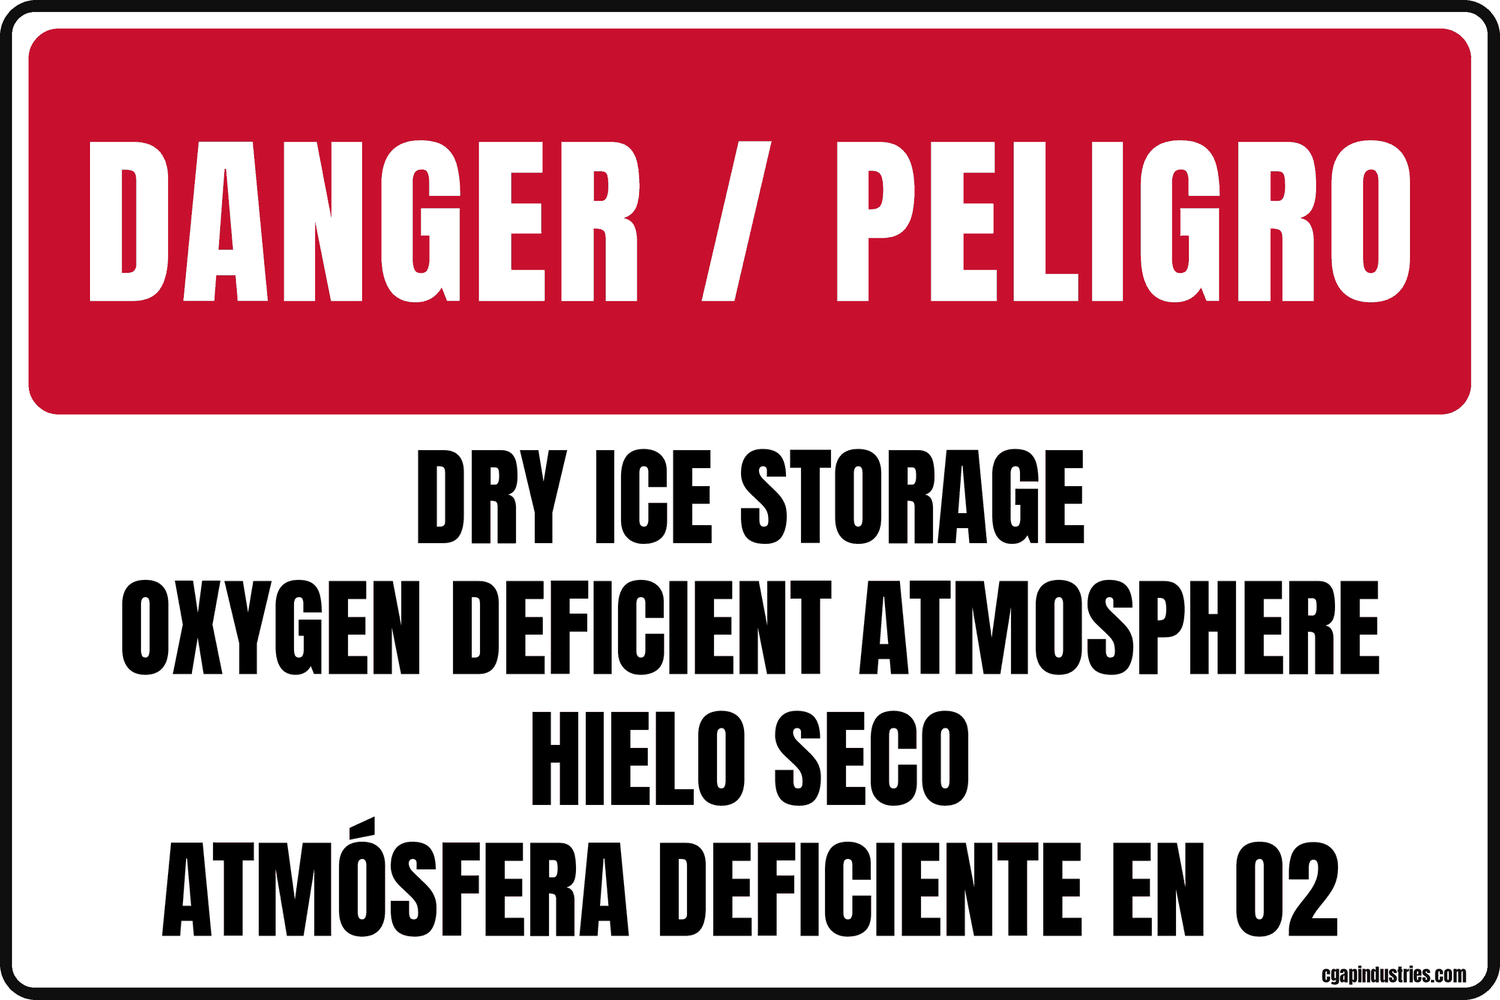 DANGER / PELIGRO
DRY ICE STORAGE
OXYGEN DEFICIENT ATMOSPHERE
HIELO SECO
ATMÓSFERA DEFICIENTE EN O2
cgapindustries.com